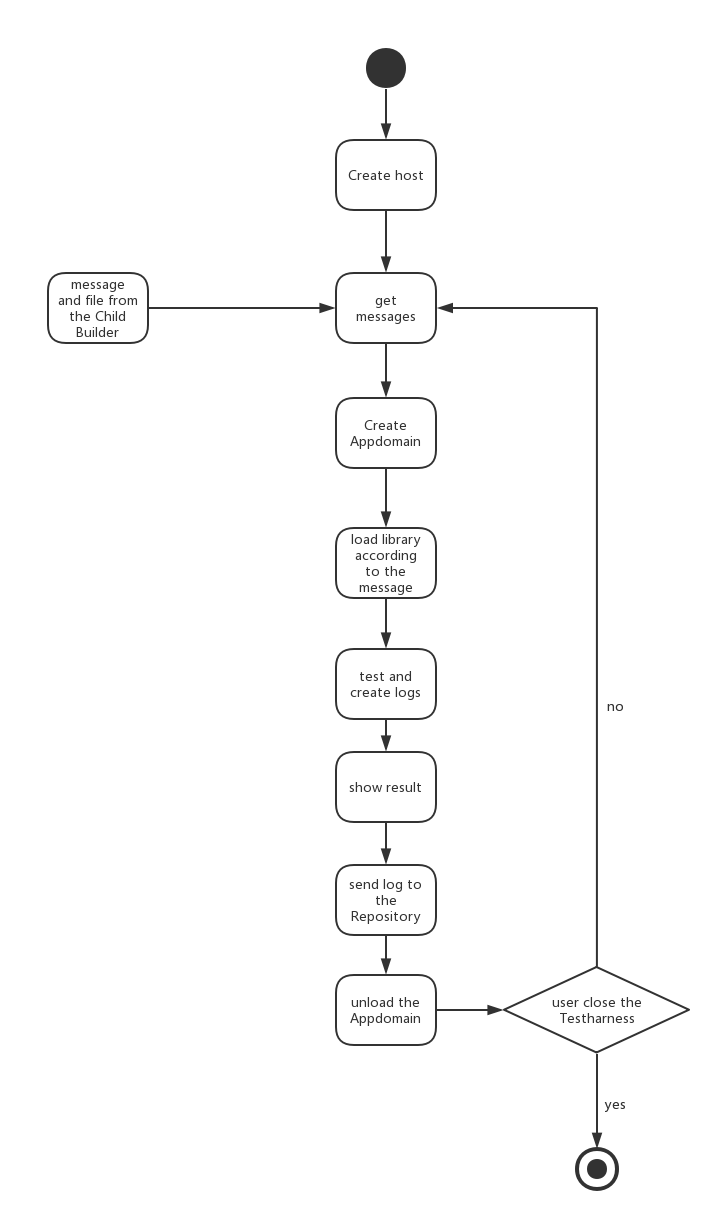 Create host
message
and file from
the Child
Builder
get
messages
Create
Appdomain
load library
according
to the
message
test and
create logs
no
show result
send log to
the
Repository
unload the
Appdomain
user close the
Testharness
yes